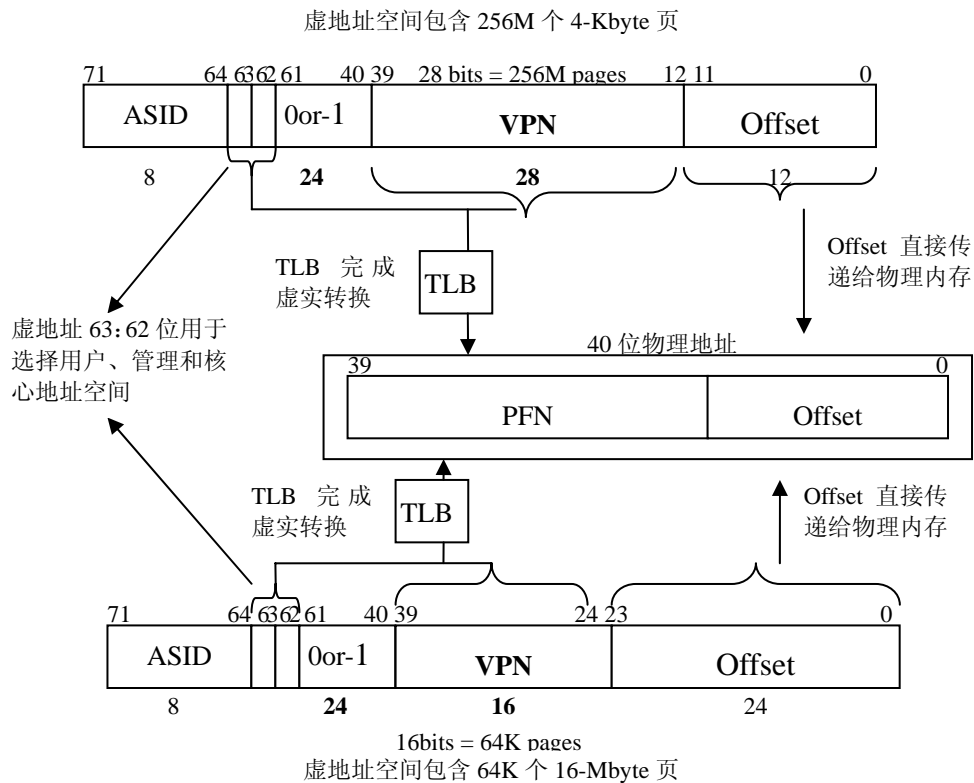 虚地址空间包含 256M 个 4-Kbyte 页
71 64 63 62 61 40 39 28 bits = 256M pages 12 11 0
ASID 0or-1 VPN Offset
8 24 28 12
TLB 完成
虚实转换
TLB
Offset 直接传
递给物理内存
虚地址 63:62 位用于
选择用户、管理和核
心地址空间
40 位物理地址
39 0
PFN Offset
TLB 完成
虚实转换
TLB
Offset 直接传
递给物理内存
71 64 63 62 61 40 39 24 23 0
ASID 0or-1 VPN Offset
8 24 16 24
16bits = 64K pages
虚地址空间包含 64K 个 16-Mbyte 页